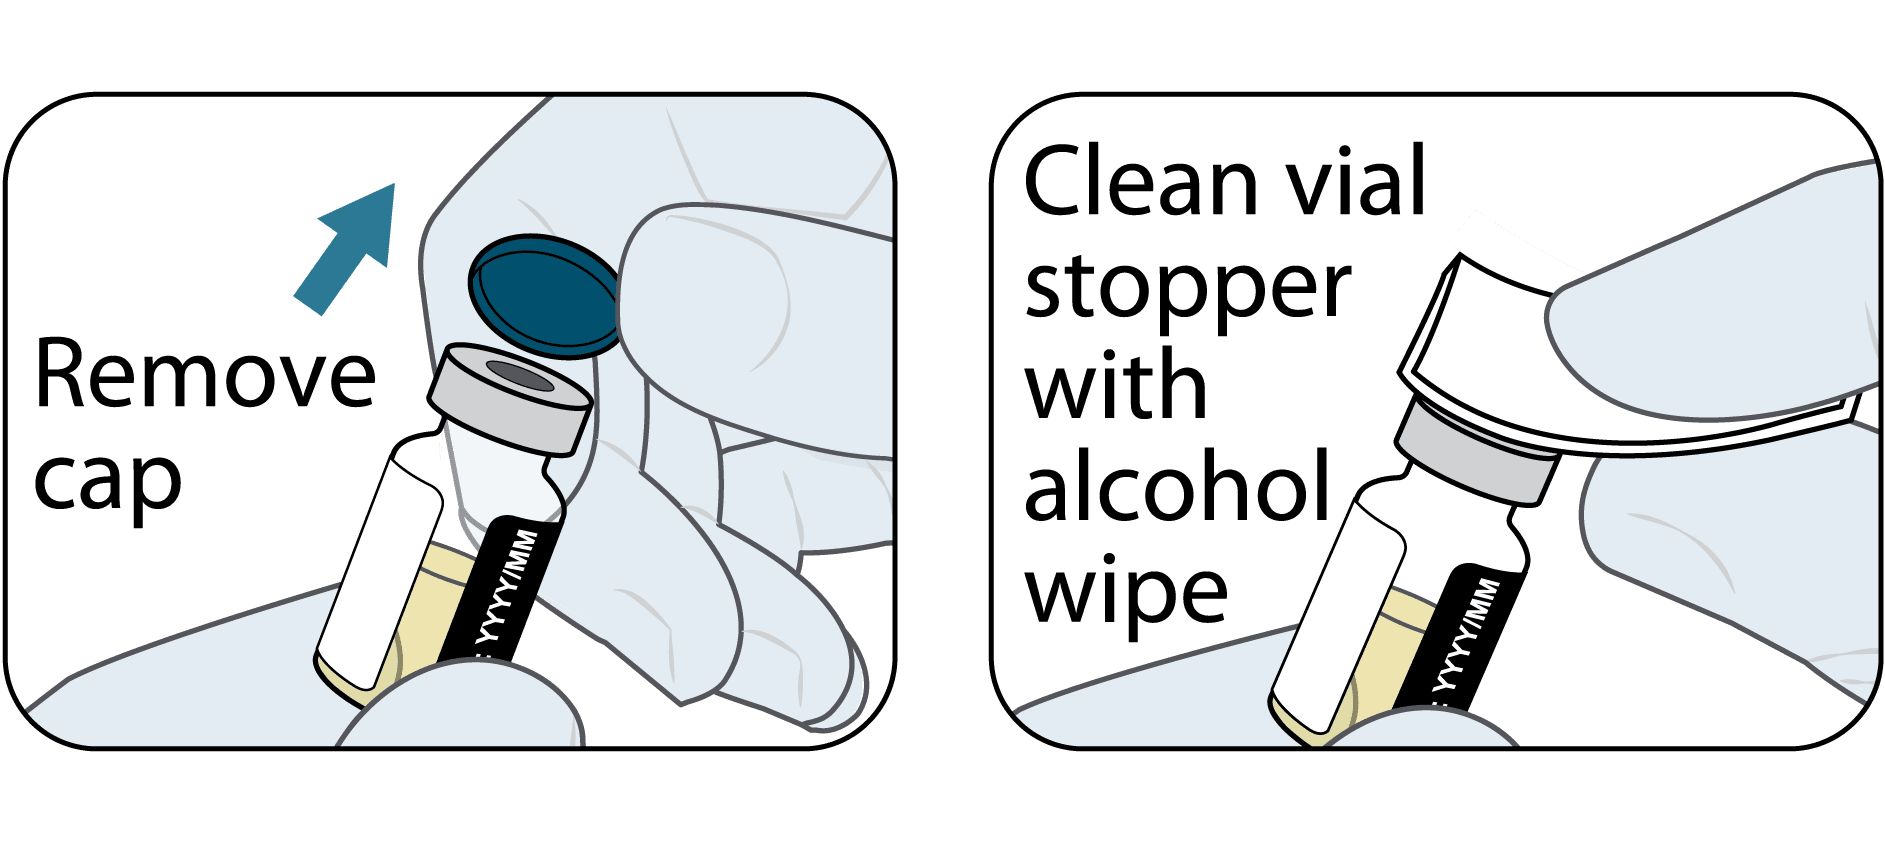 Remove
cap
YYYY/MM
Clean vial
stopper
with
alcohol
wipe
YYYY/MM